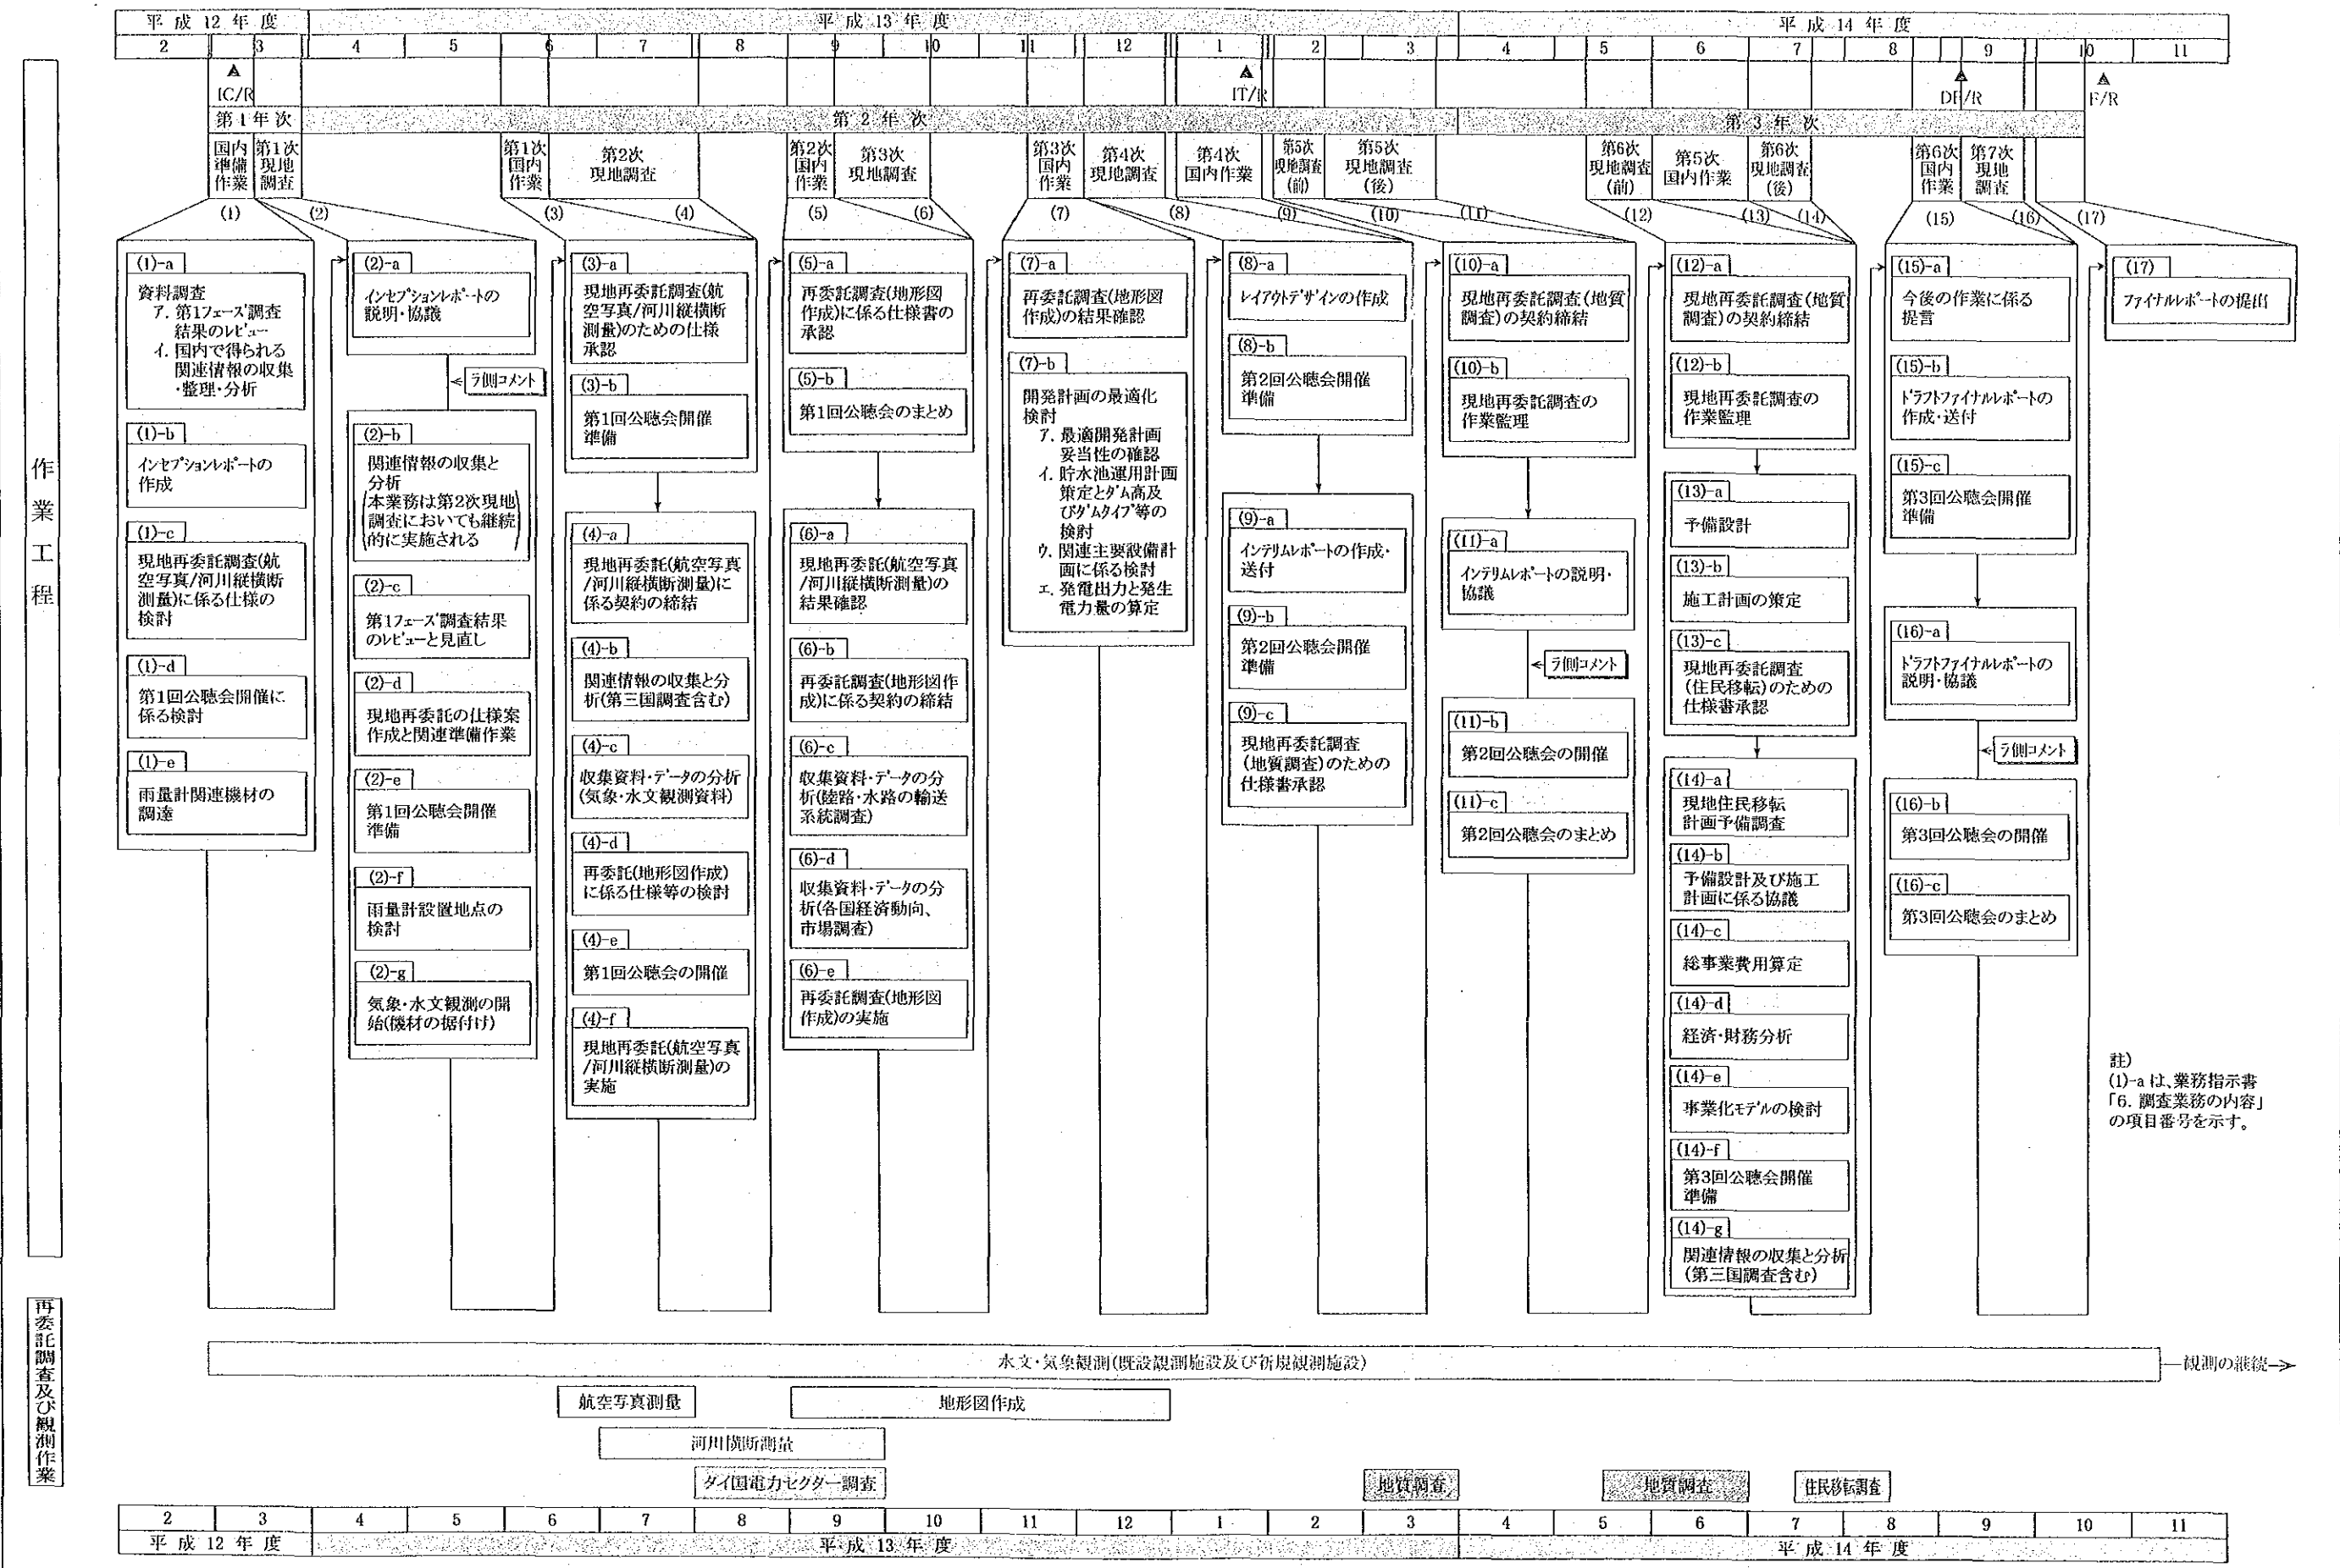 平成12年度
平成13年度
平成14年度
2 3 4 5 6 7 8 9 10 11 12 1 2 3 4 5 6 7 8 9 10 11
IC/R
IT/R
DF/R
F/R
第1年次
第2年次
第3年次
国内
準備
作業
第1次
現地
調査
第1次
国内
作業
第2次
現地調査
第2次
国内
作業
第3次
現地調査
第3次
国内
作業
第4次
現地調査
第4次
国内作業
第5次
現地調査
(前)
第5次
現地調査
(後)
第6次
現地調査
(前)
第5次
国内作業
第6次
現地調査
(後)
第6次
国内
作業
第7次
現地
調査
(1) (2) (3) (4) (5) (6) (7) (8) (9) (10) (11) (12) (13) (14) (15) (16) (17)
作業工程
(1)-a
資料調査
ア. 第1フェーズ調査
結果のレビュー
イ. 国内で得られる
関連情報の収集
・整理・分析
(1)-b
インセプションレポートの
作成
(1)-c
現地再委託調査(航
空写真/河川縦横断
測量)に係る仕様の
検討
(1)-d
第1回公聴会開催に
係る検討
(1)-e
雨量計関連機材の
調達
(2)-a
インセプションレポートの
説明・協議
ラ側コメント
(2)-b
関連情報の収集と
分析
(本業務は第2次現地
調査においても継続
的に実施される)
(2)-c
第1フェーズ調査結果
のレビューと見直し
(2)-d
現地再委託の仕様案
作成と関連準備作業
(2)-e
第1回公聴会開催
準備
(2)-f
雨量計設置地点の
検討
(2)-g
気象・水文観測の開
始(機材の据付け)
(3)-a
現地再委託調査(航
空写真/河川縦横断
測量)のための仕様
承認
(3)-b
第1回公聴会開催
準備
(4)-a
現地再委託(航空写真
/河川縦横断測量)に
係る契約の締結
(4)-b
関連情報の収集と分
析(第三国調査含む)
(4)-c
収集資料・データの分析
(気象・水文観測資料)
(4)-d
再委託(地形図作成)
に係る仕様等の検討
(4)-e
第1回公聴会の開催
(4)-f
現地再委託(航空写真
/河川縦横断測量)の
実施
(5)-a
再委託調査(地形図
作成)に係る仕様書の
承認
(5)-b
第1回公聴会のまとめ
(6)-a
現地再委託(航空写真
/河川縦横断測量)の
結果確認
(6)-b
再委託調査(地形図作
成)に係る契約の締結
(6)-c
収集資料・データの分
析(陸路・水路の輸送
系統調査)
(6)-d
収集資料・データの分
析(各国経済動向、
市場調査)
(6)-e
再委託調査(地形図
作成)の実施
(7)-a
再委託調査(地形図
作成)の結果確認
(7)-b
開発計画の最適化
検討
ア. 最適開発計画
妥当性の確認
イ. 貯水池運用計画
策定とダム高及
びダムタイプ等の
検討
ウ. 関連主要設備計
画に係る検討
エ. 発電出力と発生
電力量の算定
(8)-a
レイアウトデザインの作成
(8)-b
第2回公聴会開催
準備
(9)-a
インテリムレポートの作成・
送付
(9)-b
第2回公聴会開催
準備
(9)-c
現地再委託調査
(地質調査)のための
仕様書承認
(10)-a
現地再委託調査(地質
調査)の契約締結
(10)-b
現地再委託調査の
作業監理
(11)-a
インテリムレポートの説明・
協議
ラ側コメント
(11)-b
第2回公聴会の開催
(11)-c
第2回公聴会のまとめ
(12)-a
現地再委託調査(地質
調査)の契約締結
(12)-b
現地再委託調査の
作業監理
(13)-a
予備設計
(13)-b
施工計画の策定
(13)-c
現地再委託調査
(住民移転)のための
仕様書承認
(14)-a
現地住民移転
計画予備調査
(14)-b
予備設計及び施工
計画に係る協議
(14)-c
総事業費用算定
(14)-d
経済・財務分析
(14)-e
事業化モデルの検討
(14)-f
第3回公聴会開催
準備
(14)-g
関連情報の収集と分析
(第三国調査含む)
(15)-a
今後の作業に係る
提言
(15)-b
ドラフトファイナルレポートの
作成・送付
(15)-c
第3回公聴会開催
準備
(16)-a
ドラフトファイナルレポートの
説明・協議
ラ側コメント
(16)-b
第3回公聴会の開催
(16)-c
第3回公聴会のまとめ
(17)
ファイナルレポートの提出
註)
(1)-a は、業務指示書
「6. 調査業務の内容」
の項目番号を示す。
再委託調査及び観測作業
水文・気象観測(既設観測施設及び新規観測施設)
観測の継続
航空写真測量
地形図作成
河川横断測量
タイ国電力セクター調査
地質調査
地質調査
住民移転調査
2 3 4 5 6 7 8 9 10 11 12 1 2 3 4 5 6 7 8 9 10 11
平成12年度
平成13年度
平成14年度